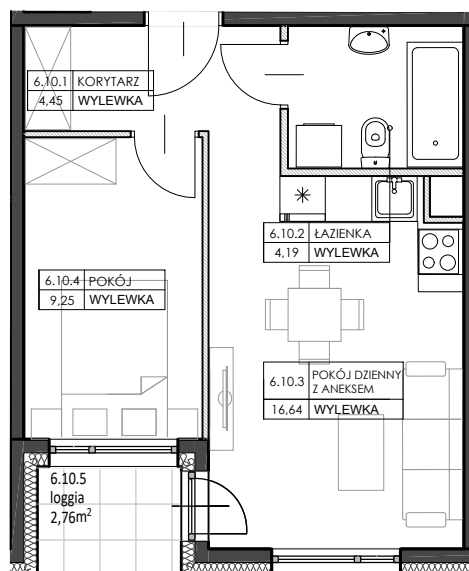 6.10.1 KORYTARZ
4,45 WYLEWKA
6.10.2 ŁAZIENKA
4,19 WYLEWKA
6.10.4 POKÓJ
9,25 WYLEWKA
6.10.3 POKÓJ DZIENNY
Z ANEKSEM
16,64 WYLEWKA
6.10.5
loggia
2,76m²